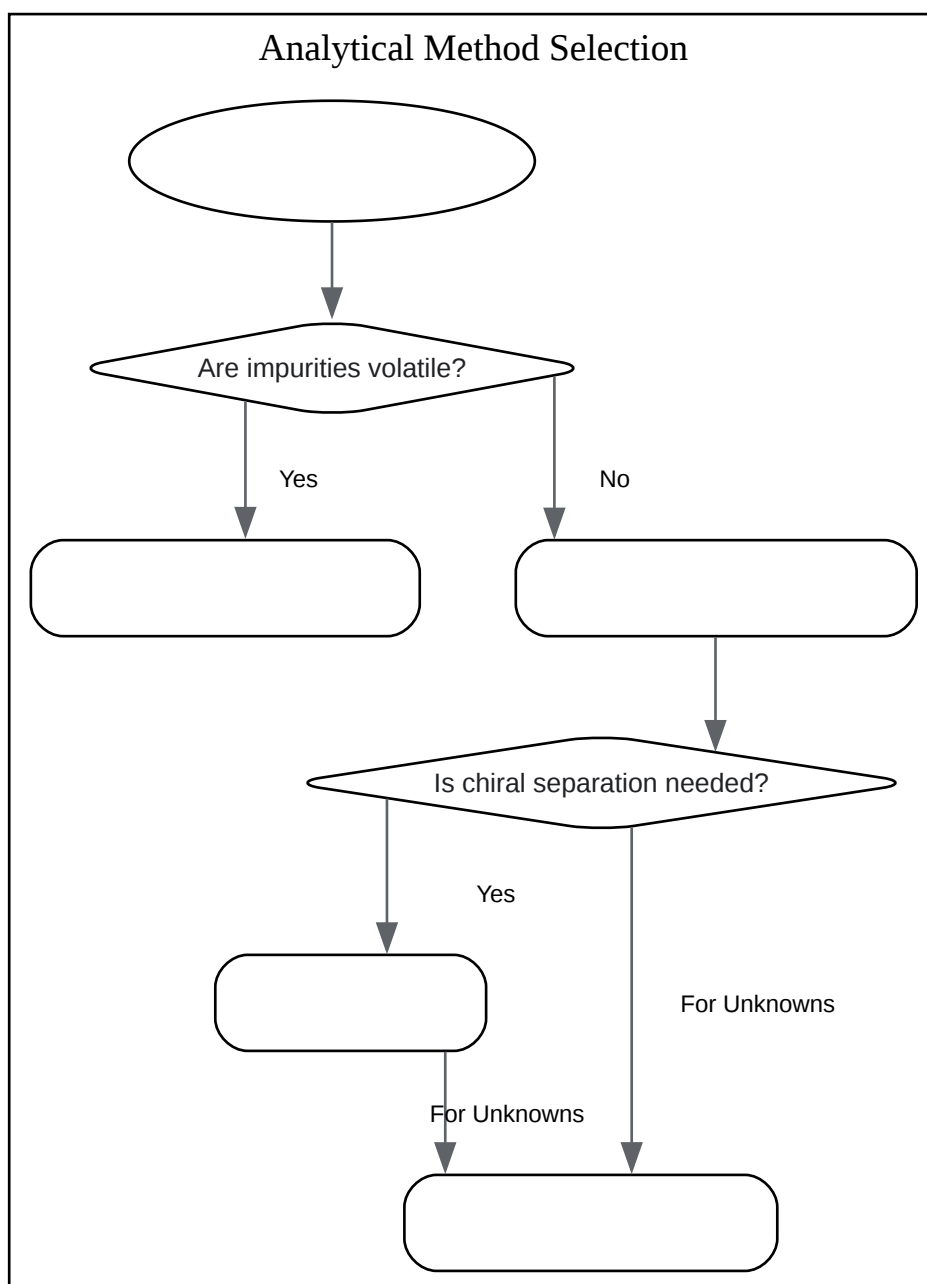 Analytical Method Selection
Are impurities volatile?
Yes
No
Is chiral separation needed?
Yes
For Unknowns
For Unknowns